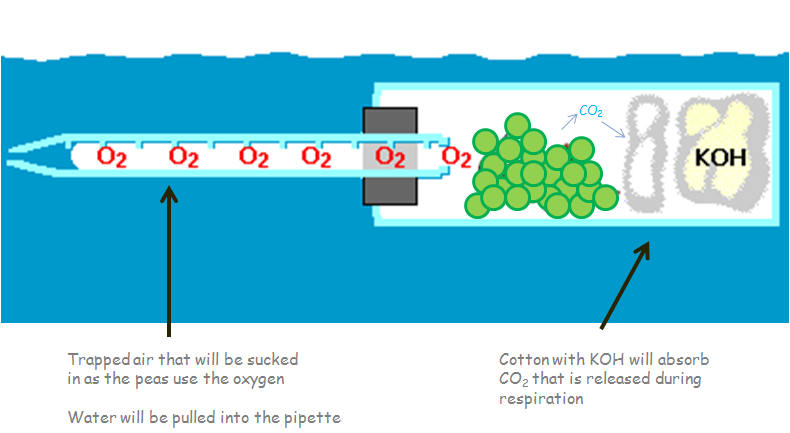 CO₂
O₂ O₂ O₂ O₂ O₂ O₂
KOH
Trapped air that will be sucked
in as the peas use the oxygen
Water will be pulled into the pipette
Cotton with KOH will absorb
CO₂ that is released during
respiration